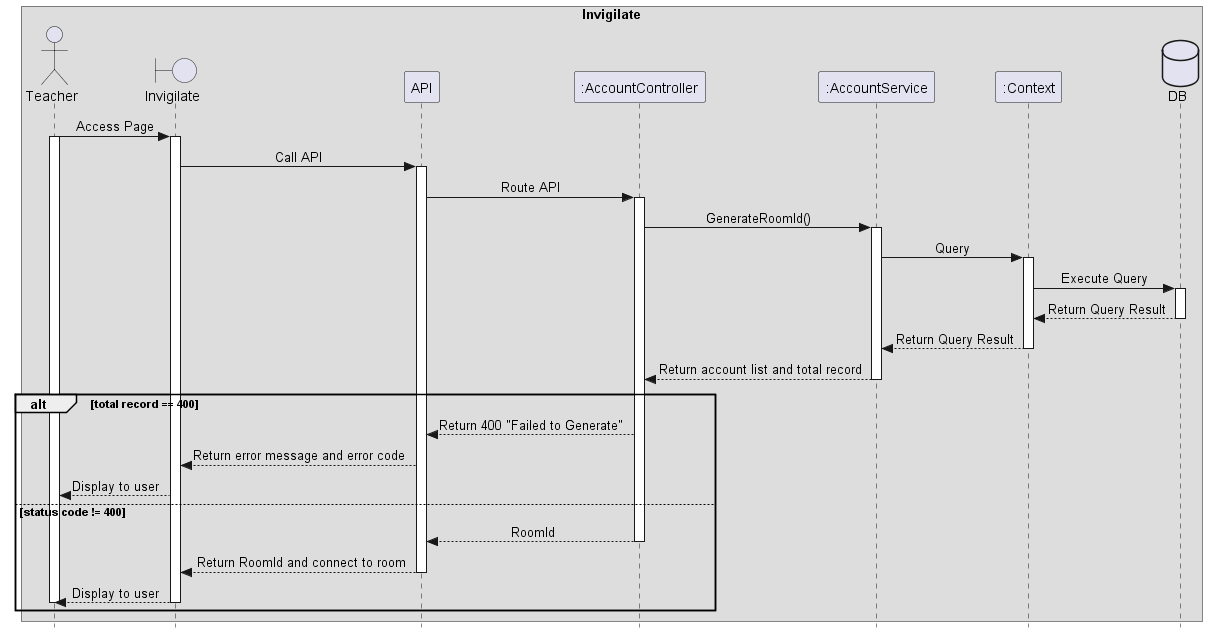 Invigilate
Teacher
Invigilate
API
:AccountController
:AccountService
:Context
DB
Access Page
Call API
Route API
GenerateRoomId()
Query
Execute Query
Return Query Result
Return Query Result
Return account list and total record
alt
[total record == 400]
Return 400 "Failed to Generate"
Return error message and error code
Display to user
[status code != 400]
RoomId
Return RoomId and connect to room
Display to user